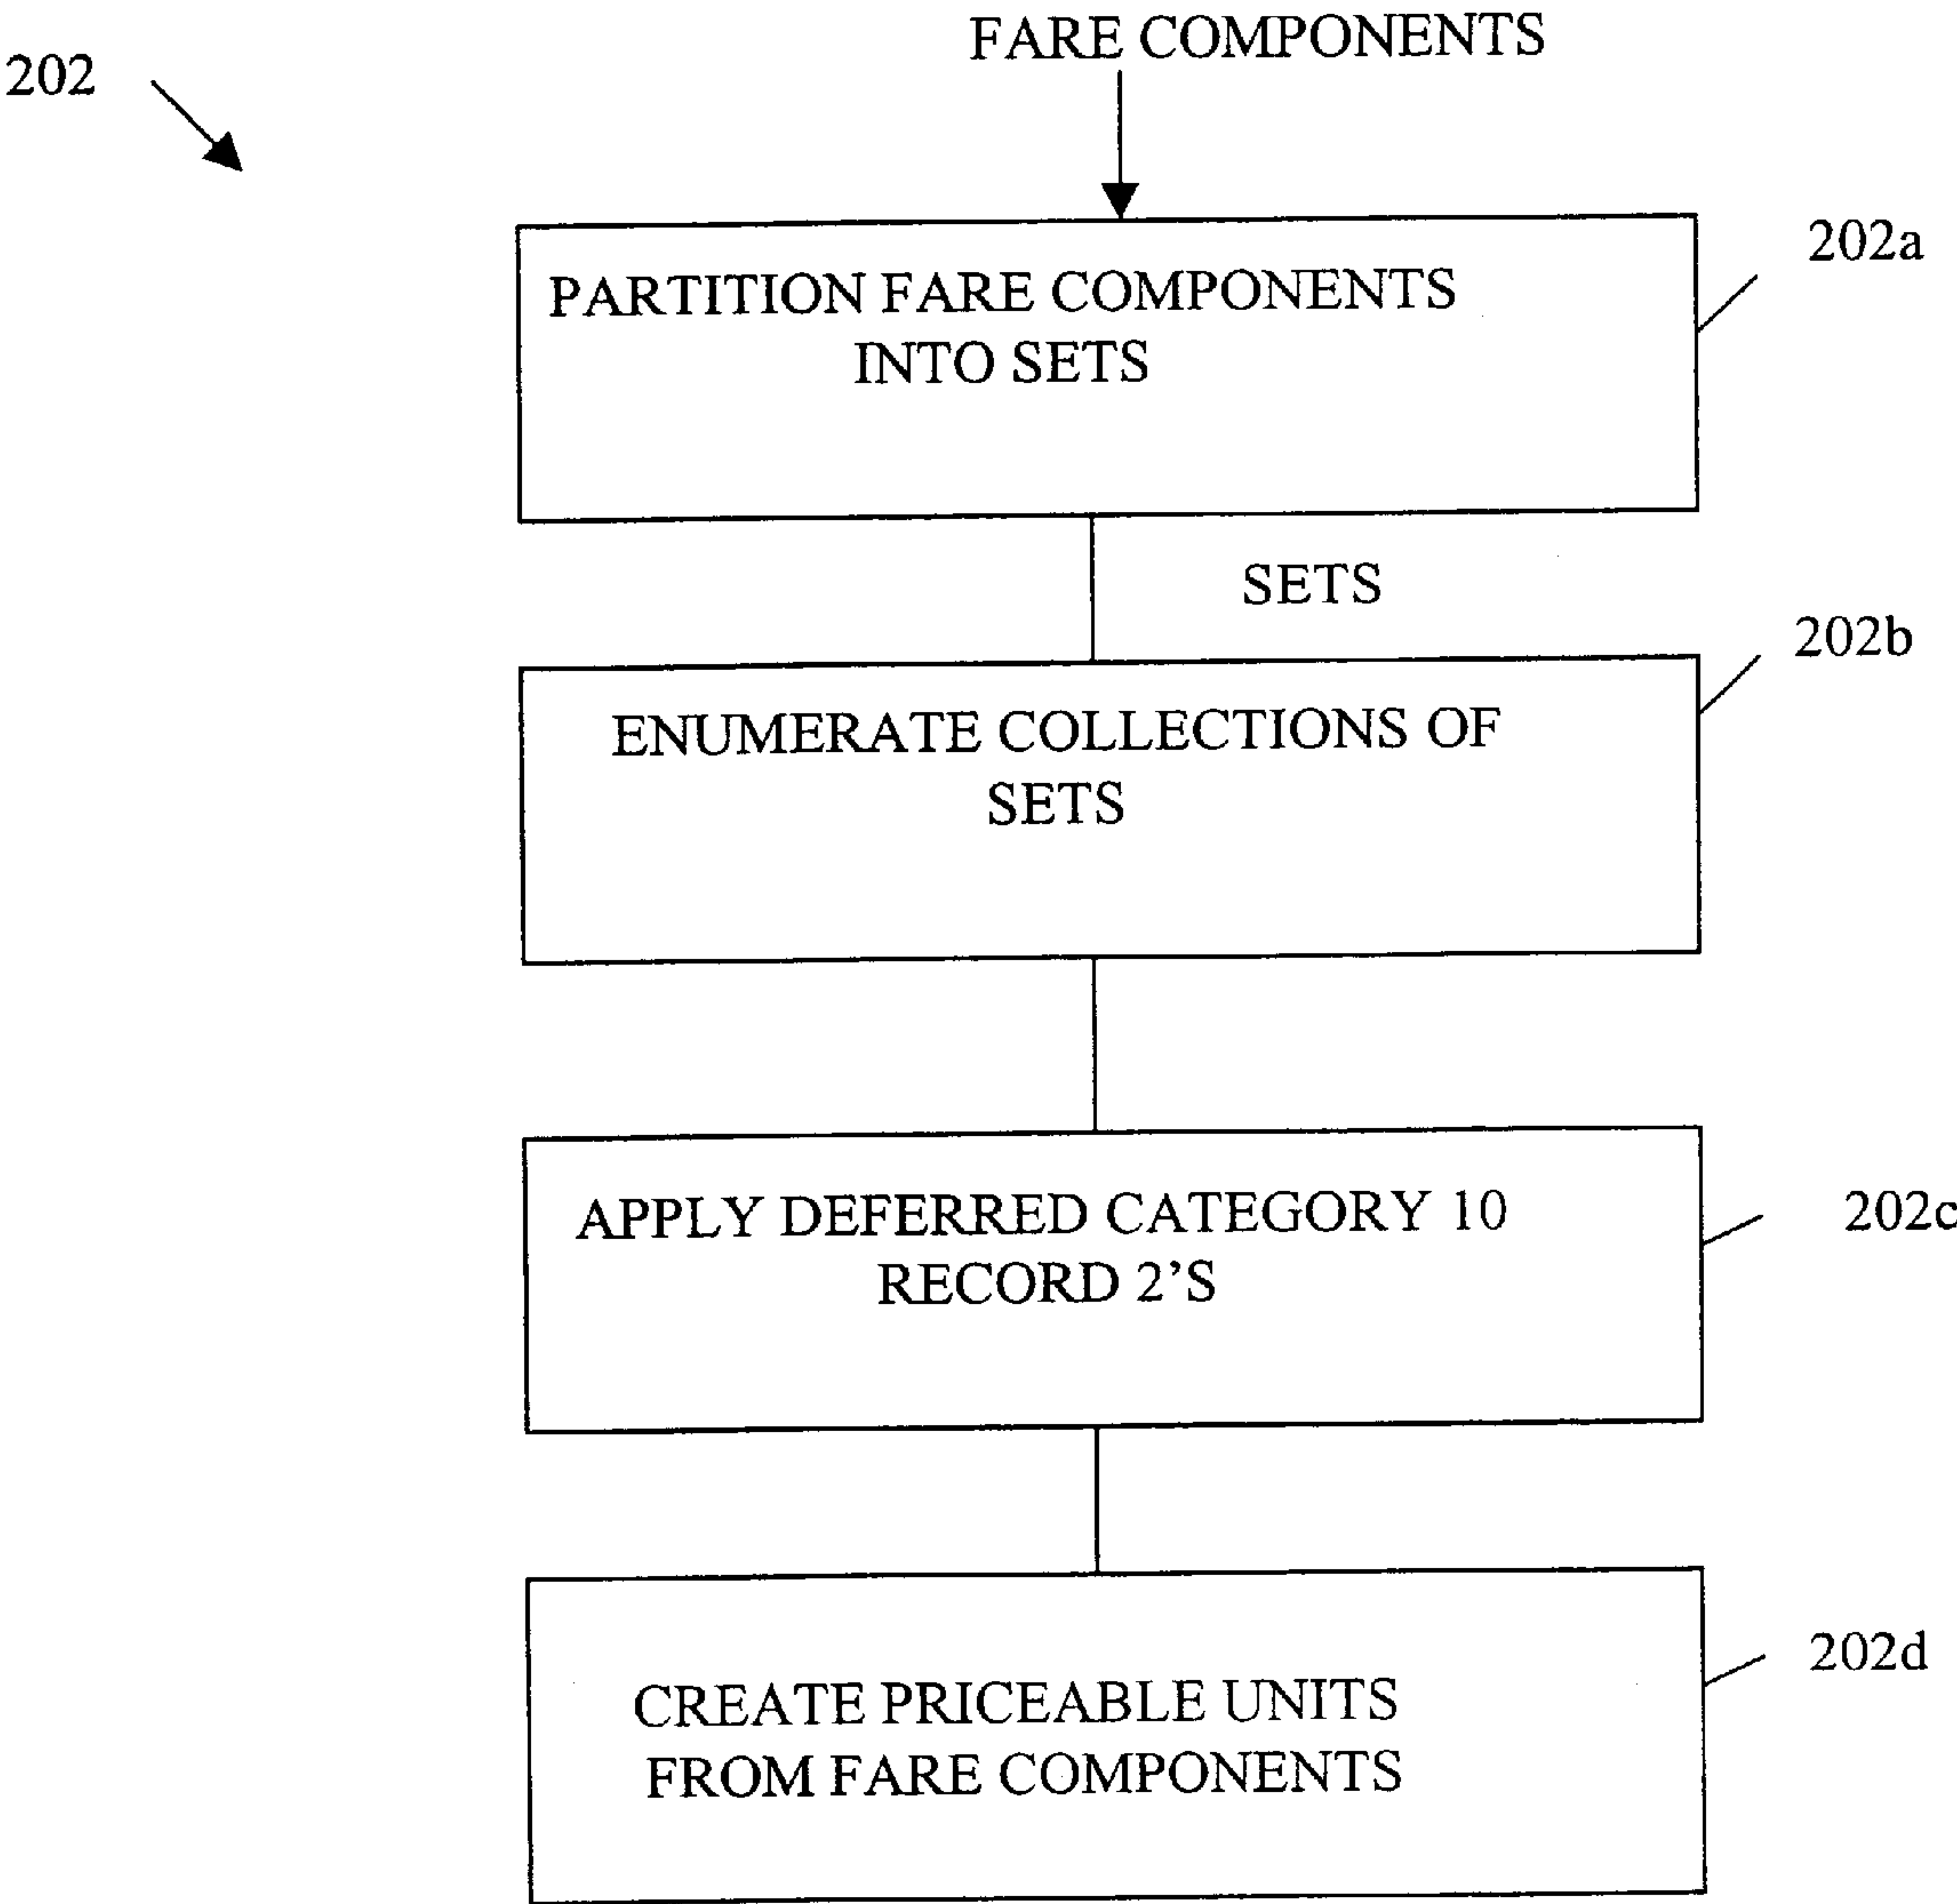 FARE COMPONENTS
202
202a
PARTITION FARE COMPONENTS
INTO SETS
SETS
202b
ENUMERATE COLLECTIONS OF
SETS
202c
APPLY DEFERRED CATEGORY 10
RECORD 2'S
202d
CREATE PRICEABLE UNITS
FROM FARE COMPONENTS